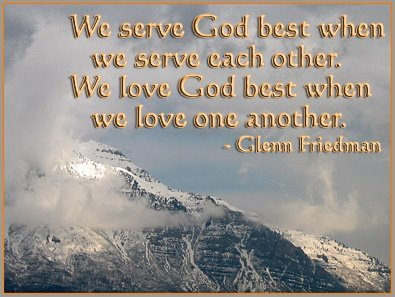 We serve God best when
we serve each other.
We love God best when
we love one another.
- Glenn Friedman